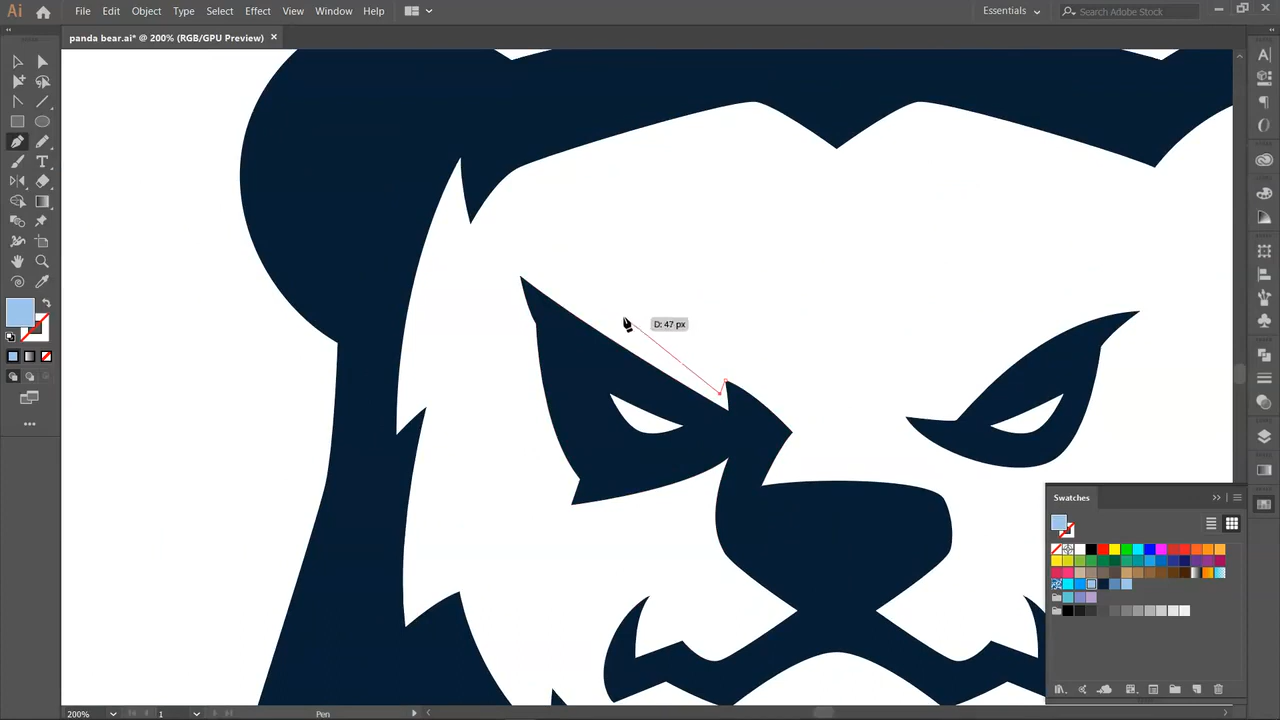 Ai File Edit Object Type Select Effect View Window Help Essentials Search Adobe Stock
panda bear.ai* @ 200% (RGB/GPU Preview)
D: 47 px
Swatches
200% 1 Pen